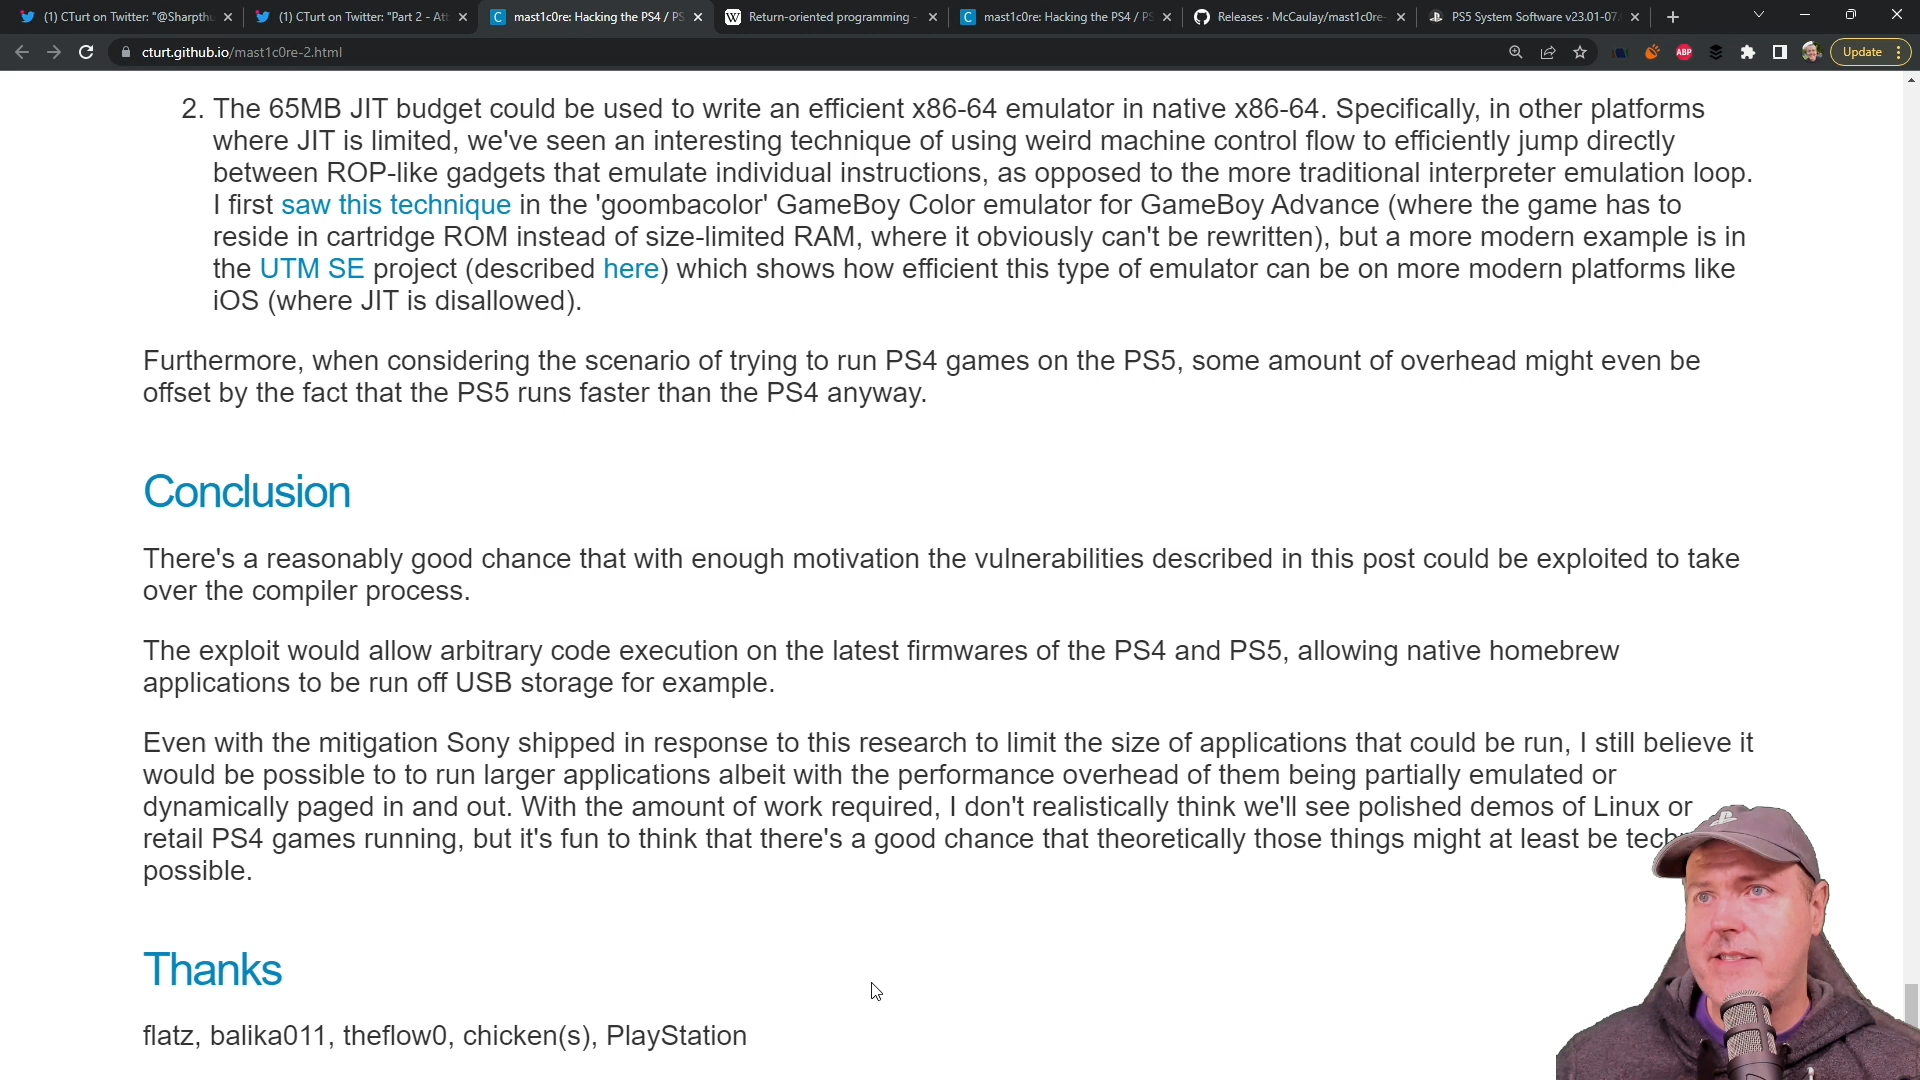 (1) CTurt on Twitter: "@Sharpthu
(1) CTurt on Twitter: "Part 2 - Att
mast1c0re: Hacking the PS4 / PS
Return-oriented programming -
mast1c0re: Hacking the PS4 / PS
Releases · McCaulay/mast1c0re-
PS5 System Software v23.01-07.
cturt.github.io/mast1c0re-2.html
ABP
Update
2. The 65MB JIT budget could be used to write an efficient x86-64 emulator in native x86-64. Specifically, in other platforms
where JIT is limited, we've seen an interesting technique of using weird machine control flow to efficiently jump directly
between ROP-like gadgets that emulate individual instructions, as opposed to the more traditional interpreter emulation loop.
I first saw this technique in the 'goombacolor' GameBoy Color emulator for GameBoy Advance (where the game has to
reside in cartridge ROM instead of size-limited RAM, where it obviously can't be rewritten), but a more modern example is in
the UTM SE project (described here) which shows how efficient this type of emulator can be on more modern platforms like
iOS (where JIT is disallowed).
Furthermore, when considering the scenario of trying to run PS4 games on the PS5, some amount of overhead might even be
offset by the fact that the PS5 runs faster than the PS4 anyway.
Conclusion
There's a reasonably good chance that with enough motivation the vulnerabilities described in this post could be exploited to take
over the compiler process.
The exploit would allow arbitrary code execution on the latest firmwares of the PS4 and PS5, allowing native homebrew
applications to be run off USB storage for example.
Even with the mitigation Sony shipped in response to this research to limit the size of applications that could be run, I still believe it
would be possible to to run larger applications albeit with the performance overhead of them being partially emulated or
dynamically paged in and out. With the amount of work required, I don't realistically think we'll see polished demos of Linux or
retail PS4 games running, but it's fun to think that there's a good chance that theoretically those things might at least be tech
possible.
Thanks
flatz, balika011, theflow0, chicken(s), PlayStation